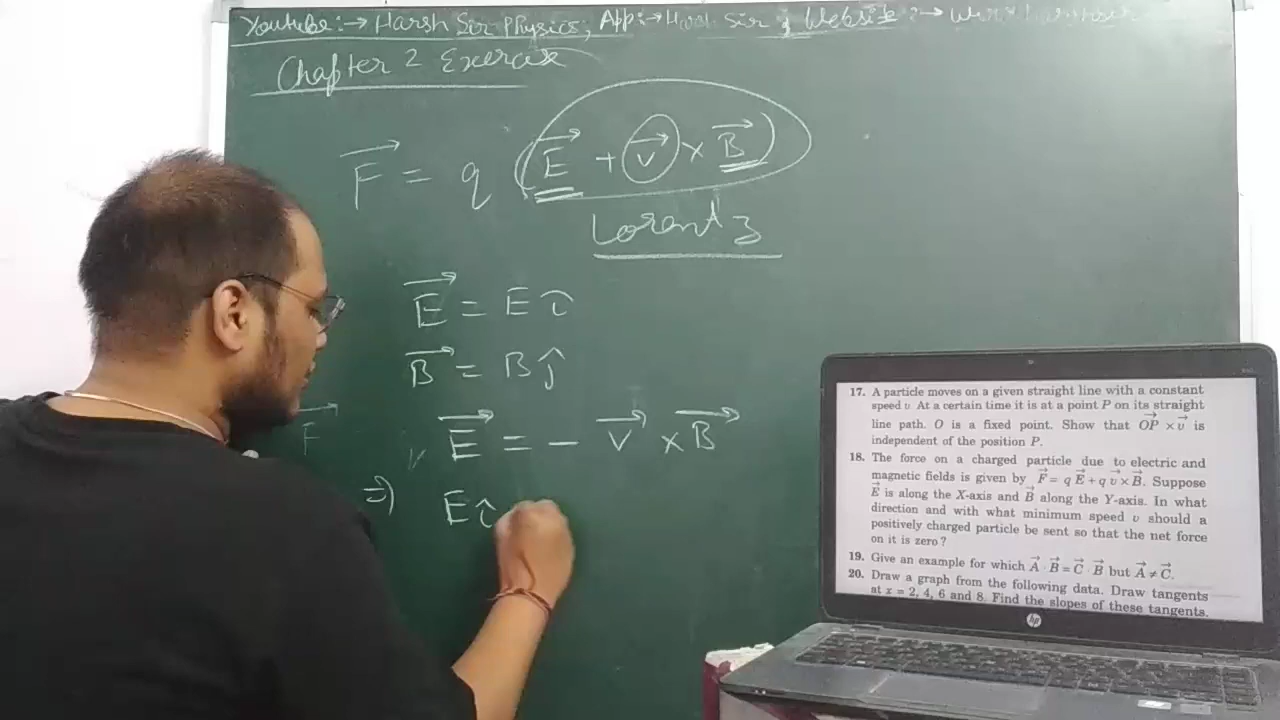 Youtube:→ Harsh Sir Physics, App:→ Harsh Sir, Website:→
Chapter 2 Exercise
F⃗ = q (E⃗ + v⃗ × B⃗)
Lorentz
E⃗ = E î
B⃗ = B ĵ
F⃗
E⃗ = − v⃗ × B⃗
⇒ E î
17. A particle moves on a given straight line with a constant
speed v At a certain time it is at a point P on its straight
line path. O is a fixed point. Show that OP⃗ × v⃗ is
independent of the position P.
18. The force on a charged particle due to electric and
magnetic fields is given by F⃗ = q E⃗ + q v⃗ × B⃗. Suppose
E⃗ is along the X-axis and B⃗ along the Y-axis. In what
direction and with what minimum speed v should a
positively charged particle be sent so that the net force
on it is zero ?
19. Give an example for which A⃗ · B⃗ = C⃗ · B⃗ but A⃗ ≠ C⃗.
20. Draw a graph from the following data. Draw tangents
at x = 2, 4, 6 and 8. Find the slopes of these tangents.
hp